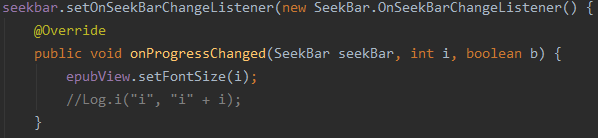 seekbar.setOnSeekBarChangeListener(new SeekBar.OnSeekBarChangeListener() {
@Override
public void onProgressChanged(SeekBar seekBar, int i, boolean b) {
epubView.setFontSize(i);
//Log.i("i", "i" + i);
}